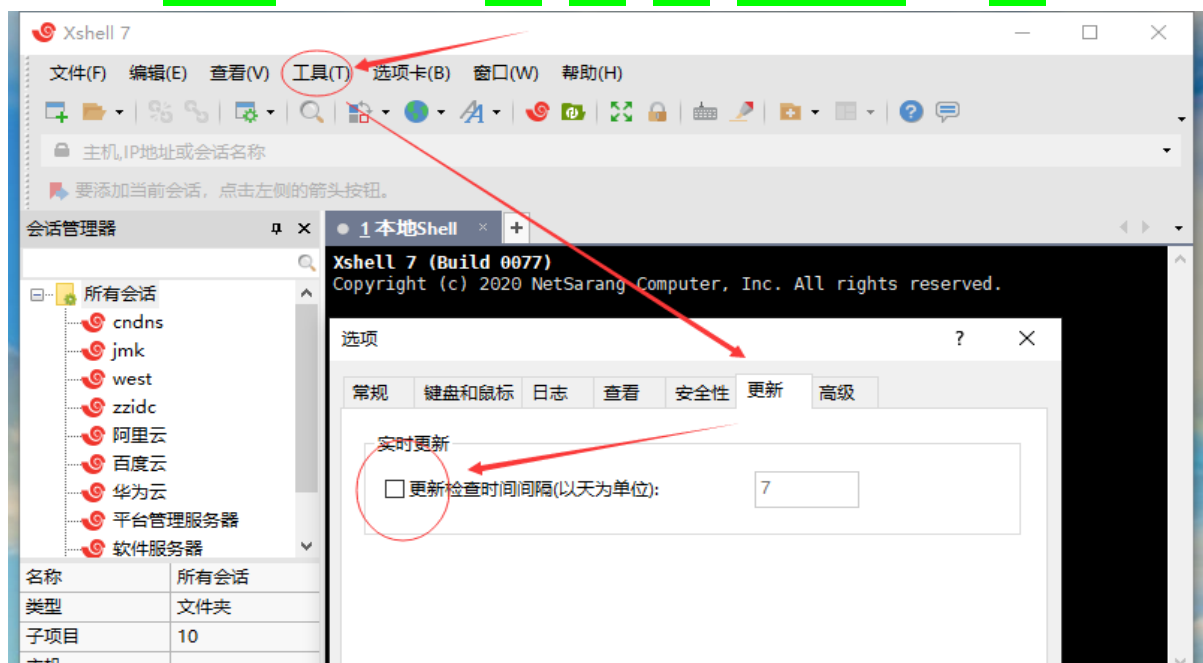 Xshell 7
文件(F) 编辑(E) 查看(V) 工具(T) 选项卡(B) 窗口(W) 帮助(H)
主机,IP地址或会话名称
要添加当前会话，点击左侧的箭头按钮。
会话管理器
1 本地Shell
Xshell 7 (Build 0077)
Copyright (c) 2020 NetSarang Computer, Inc. All rights reserved.
所有会话
cndns
jmk
west
zzidc
阿里云
百度云
华为云
平台管理服务器
软件服务器
名称 所有会话
类型 文件夹
子项目 10
主机
选项
常规 键盘和鼠标 日志 查看 安全性 更新 高级
实时更新
更新检查时间间隔(以天为单位): 7